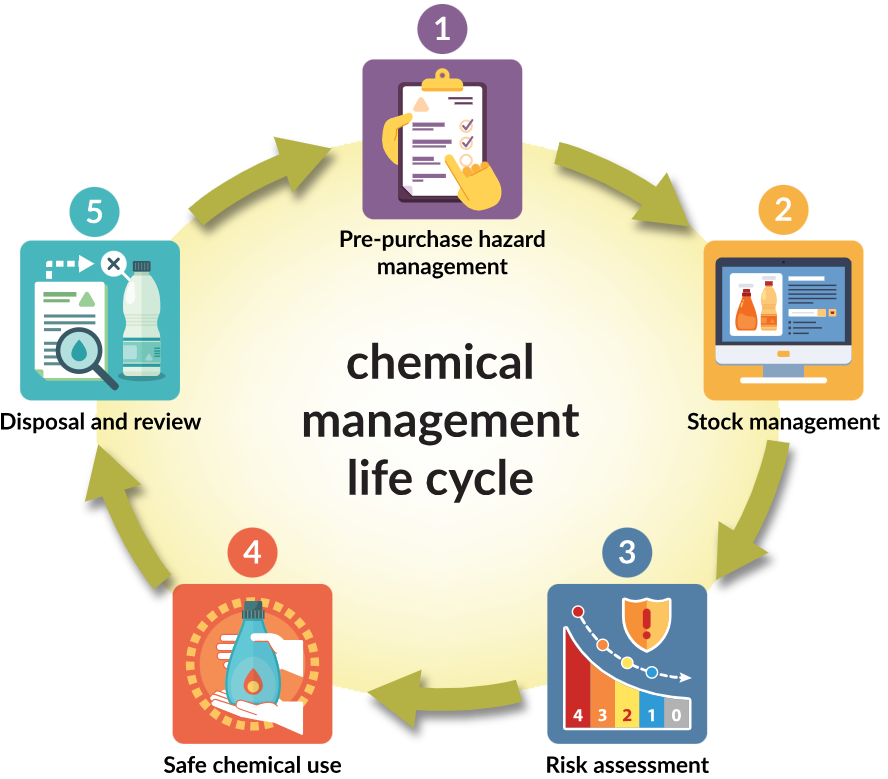 1
Pre-purchase hazard
management
2
Stock management
3
4 3 2 1 0
Risk assessment
4
Safe chemical use
5
Disposal and review
chemical
management
life cycle